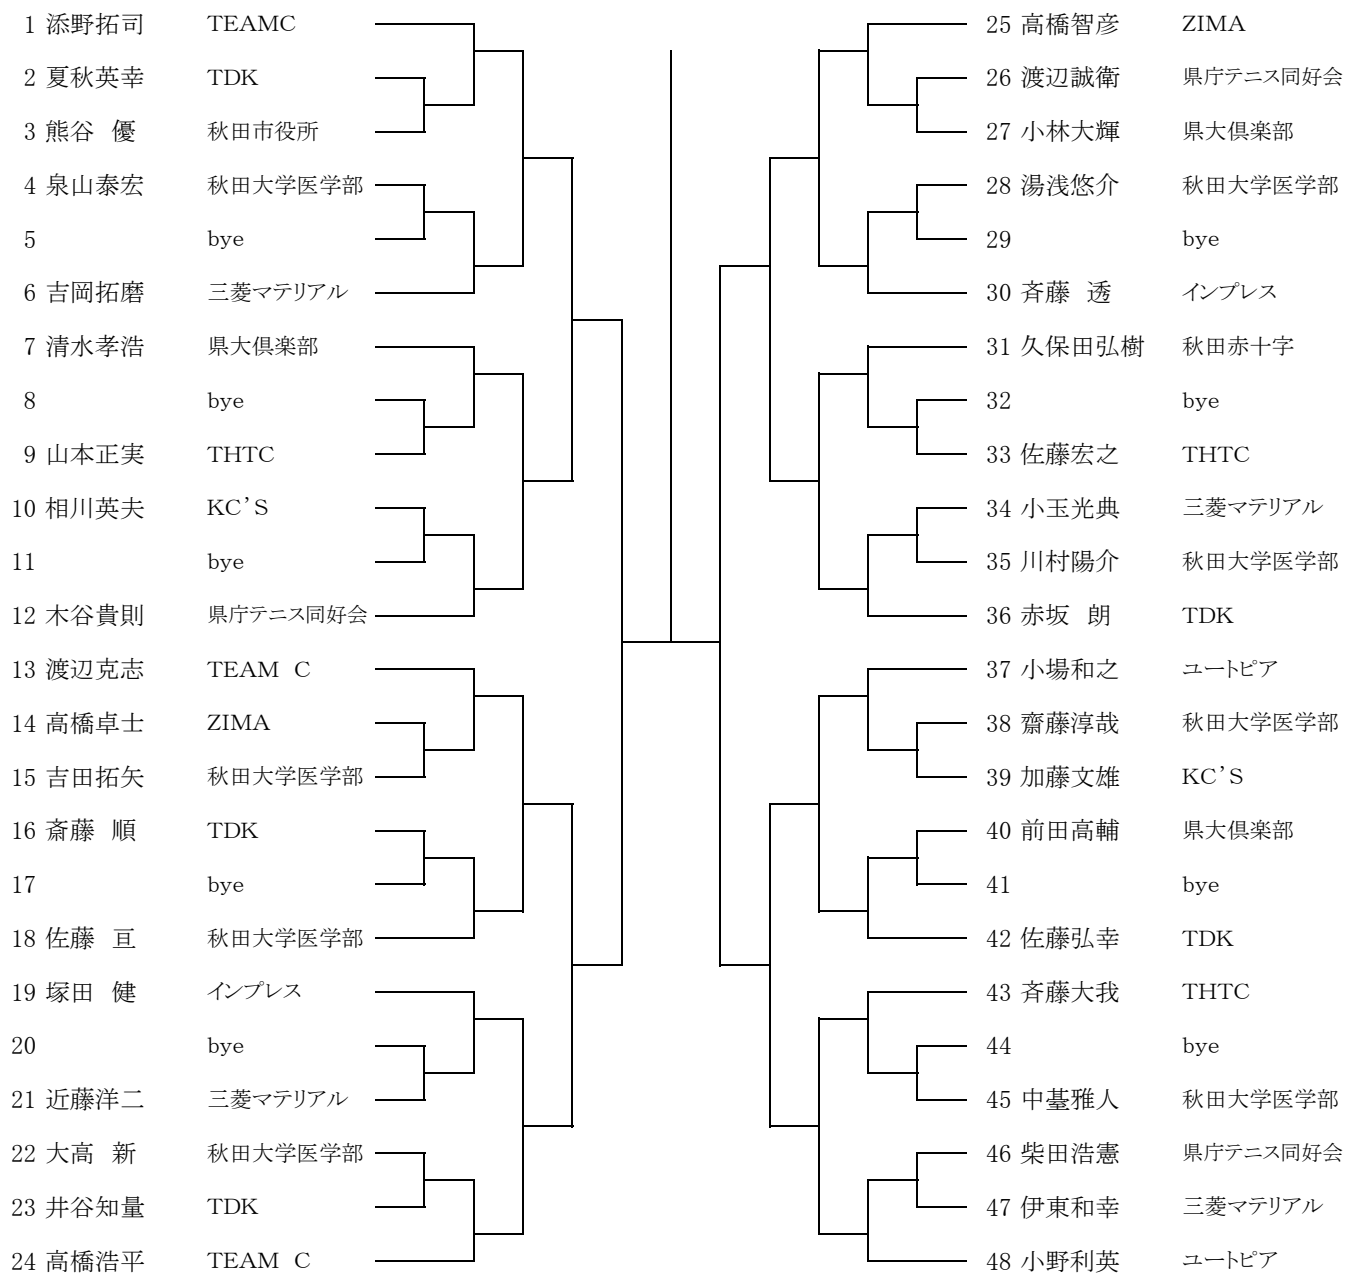 1 添野拓司 TEAMC
2 夏秋英幸 TDK
3 熊谷 優 秋田市役所
4 泉山泰宏 秋田大学医学部
5 bye
6 吉岡拓磨 三菱マテリアル
7 清水孝浩 県大倶楽部
8 bye
9 山本正実 THTC
10 相川英夫 KC'S
11 bye
12 木谷貴則 県庁テニス同好会
13 渡辺克志 TEAM C
14 高橋卓士 ZIMA
15 吉田拓矢 秋田大学医学部
16 斎藤 順 TDK
17 bye
18 佐藤 亘 秋田大学医学部
19 塚田 健 インプレス
20 bye
21 近藤洋二 三菱マテリアル
22 大高 新 秋田大学医学部
23 井谷知量 TDK
24 高橋浩平 TEAM C
25 高橋智彦 ZIMA
26 渡辺誠衛 県庁テニス同好会
27 小林大輝 県大倶楽部
28 湯浅悠介 秋田大学医学部
29 bye
30 斉藤 透 インプレス
31 久保田弘樹 秋田赤十字
32 bye
33 佐藤宏之 THTC
34 小玉光典 三菱マテリアル
35 川村陽介 秋田大学医学部
36 赤坂 朗 TDK
37 小場和之 ユートピア
38 齋藤淳哉 秋田大学医学部
39 加藤文雄 KC'S
40 前田高輔 県大倶楽部
41 bye
42 佐藤弘幸 TDK
43 斉藤大我 THTC
44 bye
45 中基雅人 秋田大学医学部
46 柴田浩憲 県庁テニス同好会
47 伊東和幸 三菱マテリアル
48 小野利英 ユートピア